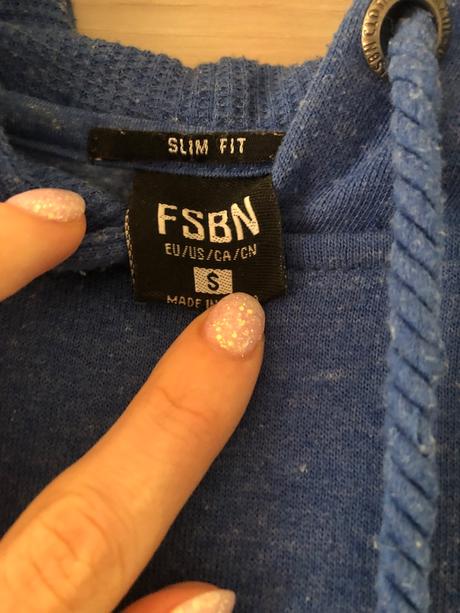 SLIM FIT
FSBN
EU/US/CA/CN
S
MADE IN